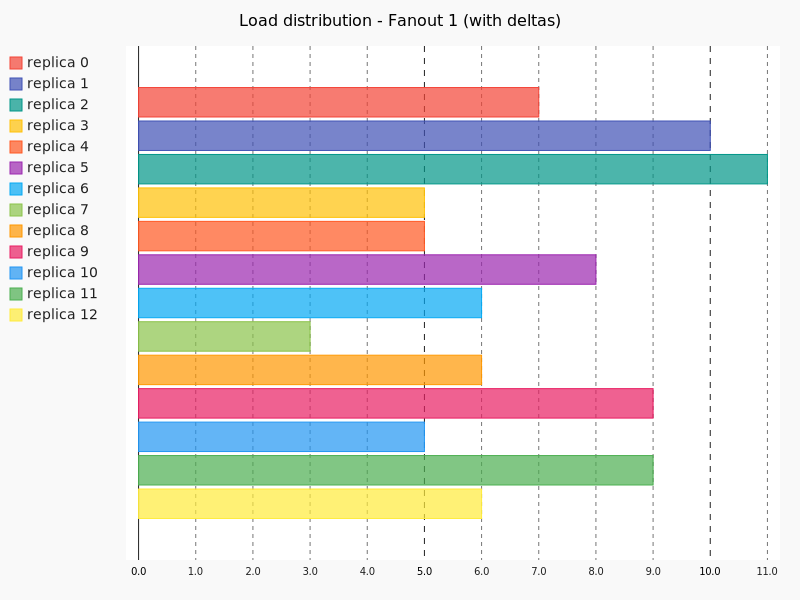 Load distribution - Fanout 1 (with deltas)
replica 0
replica 1
replica 2
replica 3
replica 4
replica 5
replica 6
replica 7
replica 8
replica 9
replica 10
replica 11
replica 12
0.0 1.0 2.0 3.0 4.0 5.0 6.0 7.0 8.0 9.0 10.0 11.0